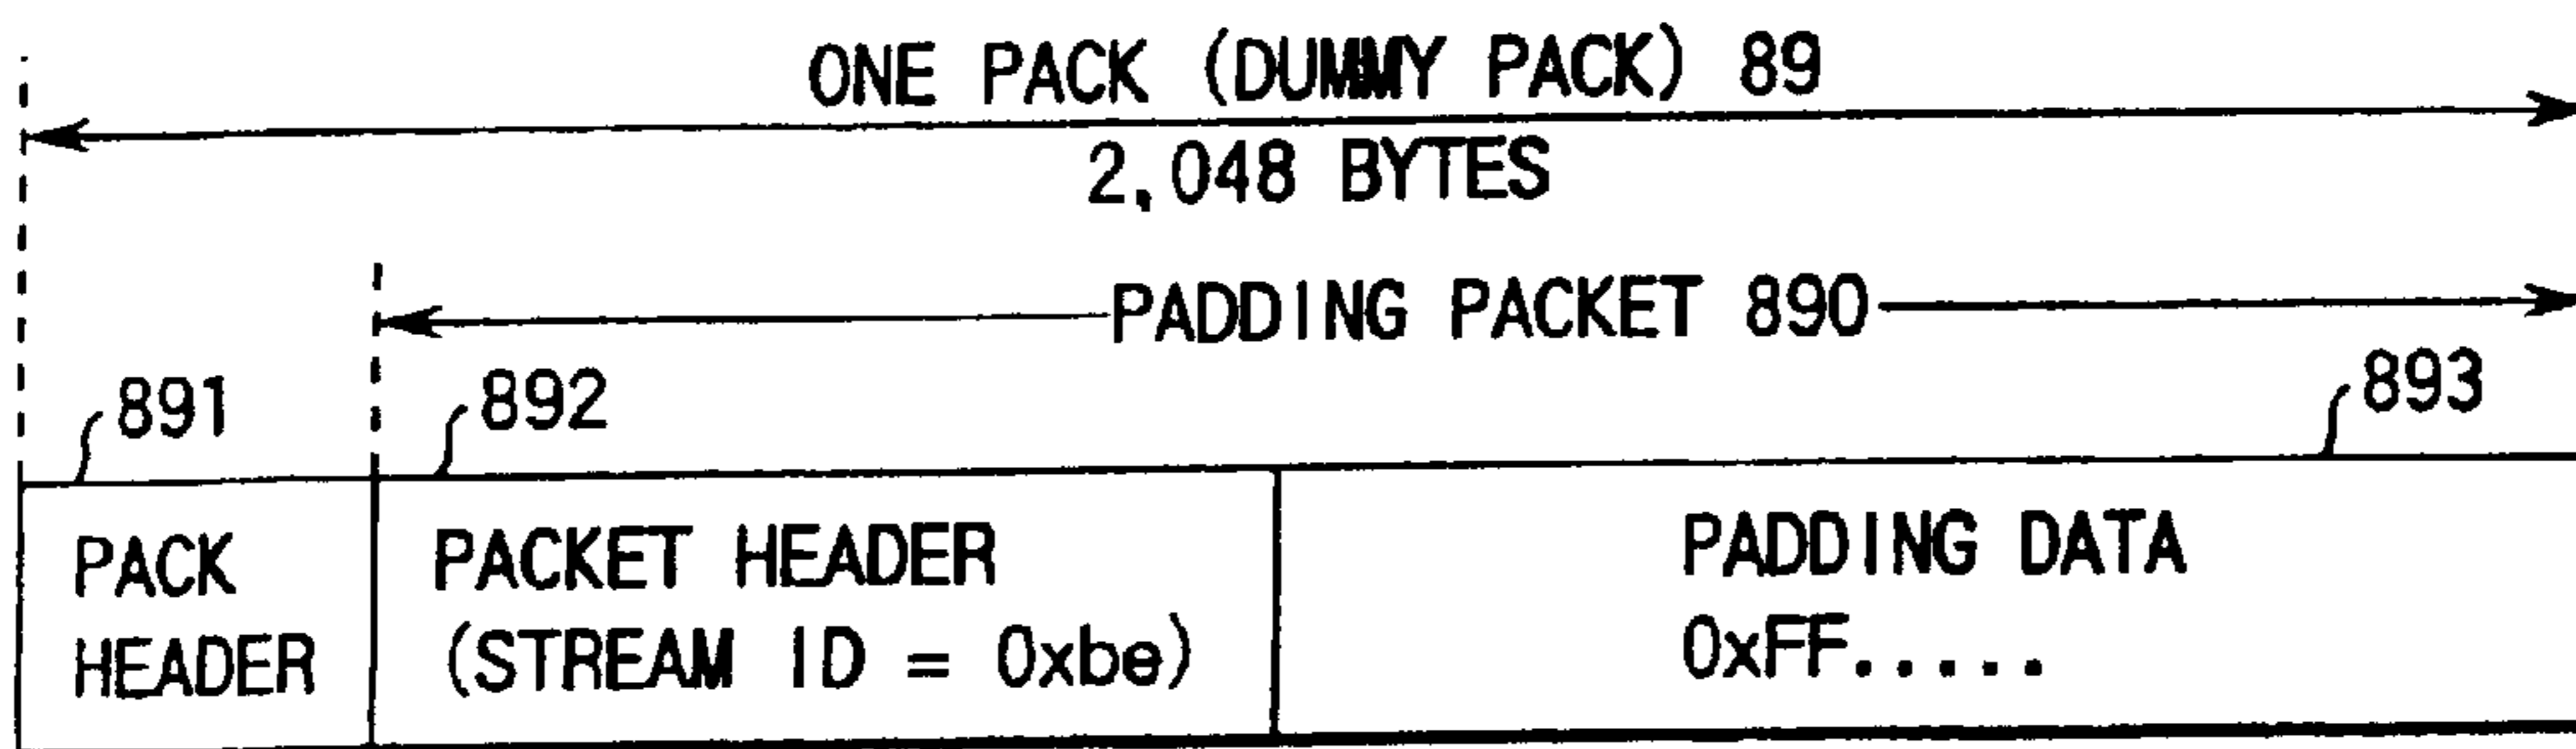 ONE PACK (DUMMY PACK) 89
2,048 BYTES
PADDING PACKET 890
891
892
893
PACK
HEADER
PACKET HEADER
(STREAM ID = 0xbe)
PADDING DATA
0xFF.....